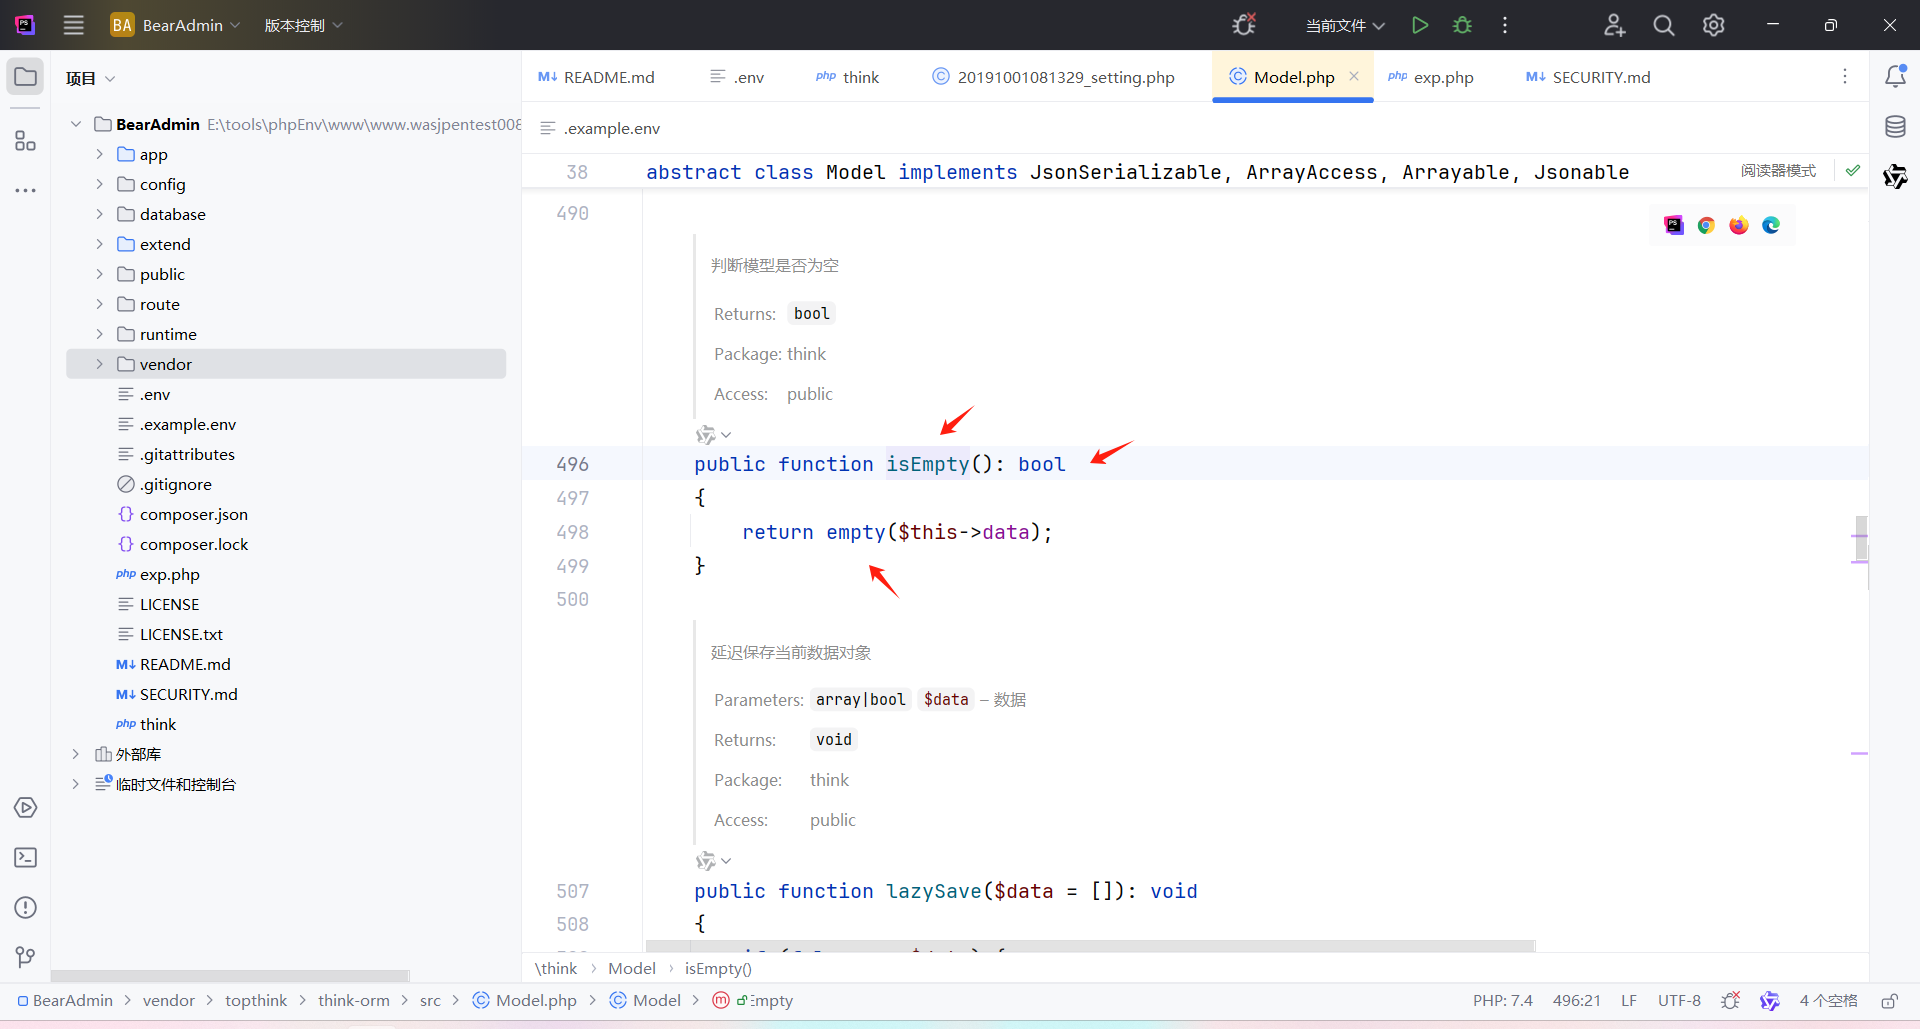 BA BearAdmin 版本控制 当前文件
项目
README.md .env php think 20191001081329_setting.php Model.php php exp.php SECURITY.md
.example.env
BearAdmin E:\tools\phpEnv\www\www.wasjpentest008
app
config
database
extend
public
route
runtime
vendor
.env
.example.env
.gitattributes
.gitignore
composer.json
composer.lock
php exp.php
LICENSE
LICENSE.txt
M↓ README.md
M↓ SECURITY.md
php think
外部库
临时文件和控制台
38 abstract class Model implements JsonSerializable, ArrayAccess, Arrayable, Jsonable 阅读器模式
490
判断模型是否为空
Returns: bool
Package: think
Access: public
496 public function isEmpty(): bool
497 {
498 return empty($this->data);
499 }
500
延迟保存当前数据对象
Parameters: array|bool $data – 数据
Returns: void
Package: think
Access: public
507 public function lazySave($data = []): void
508 {
\think > Model > isEmpty()
BearAdmin > vendor > topthink > think-orm > src > Model.php > Model > Empty PHP: 7.4 496:21 LF UTF-8 4 个空格